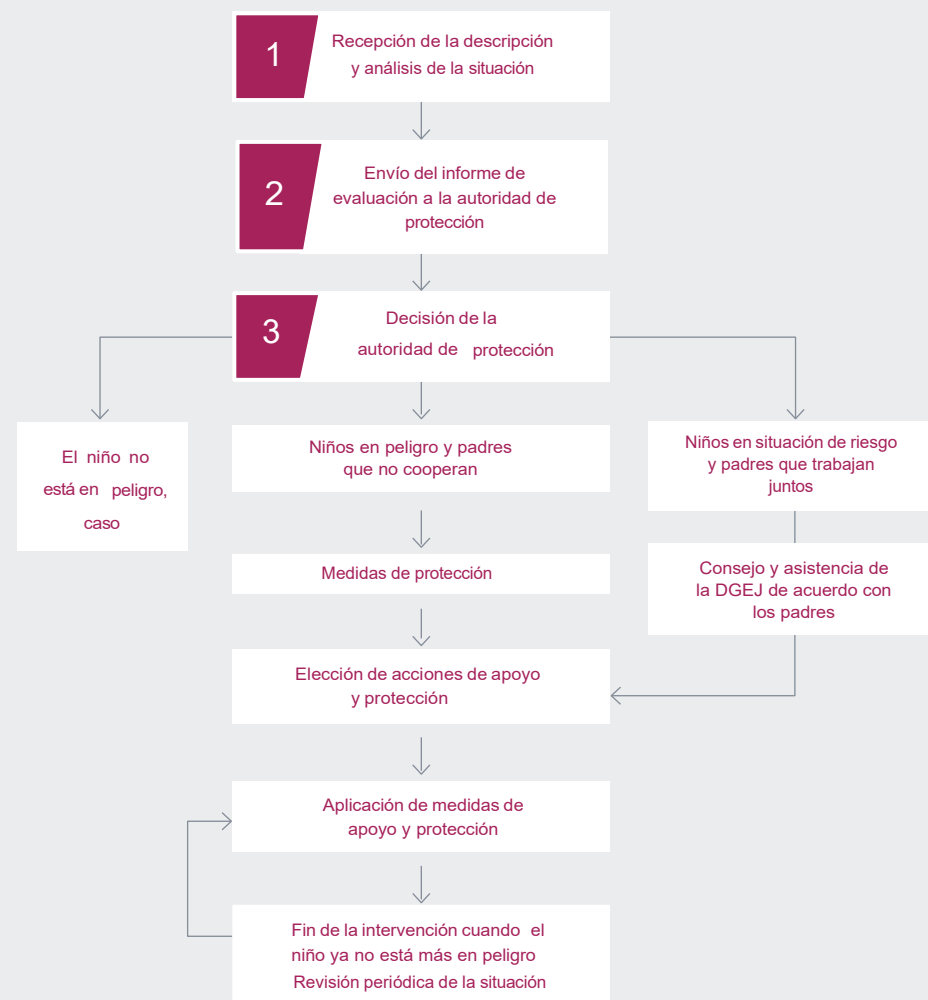 1
Recepción de la descripción
y análisis de la situación
2
Envío del informe de
evaluación a la autoridad de
protección
3
Decisión de la
autoridad de protección
El niño no
está en peligro,
caso
Niños en peligro y padres
que no cooperan
Niños en situación de riesgo
y padres que trabajan
juntos
Medidas de protección
Consejo y asistencia de
la DGEJ de acuerdo con
los padres
Elección de acciones de apoyo
y protección
Aplicación de medidas de
apoyo y protección
Fin de la intervención cuando el
niño ya no está más en peligro
Revisión periódica de la situación